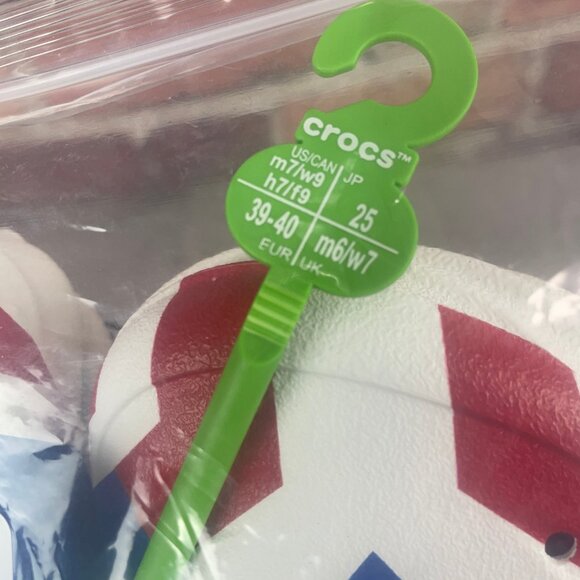 crocs™
US/CAN JP
m7/w9
h7/f9 25
39-40 m6/w7
EUR UK